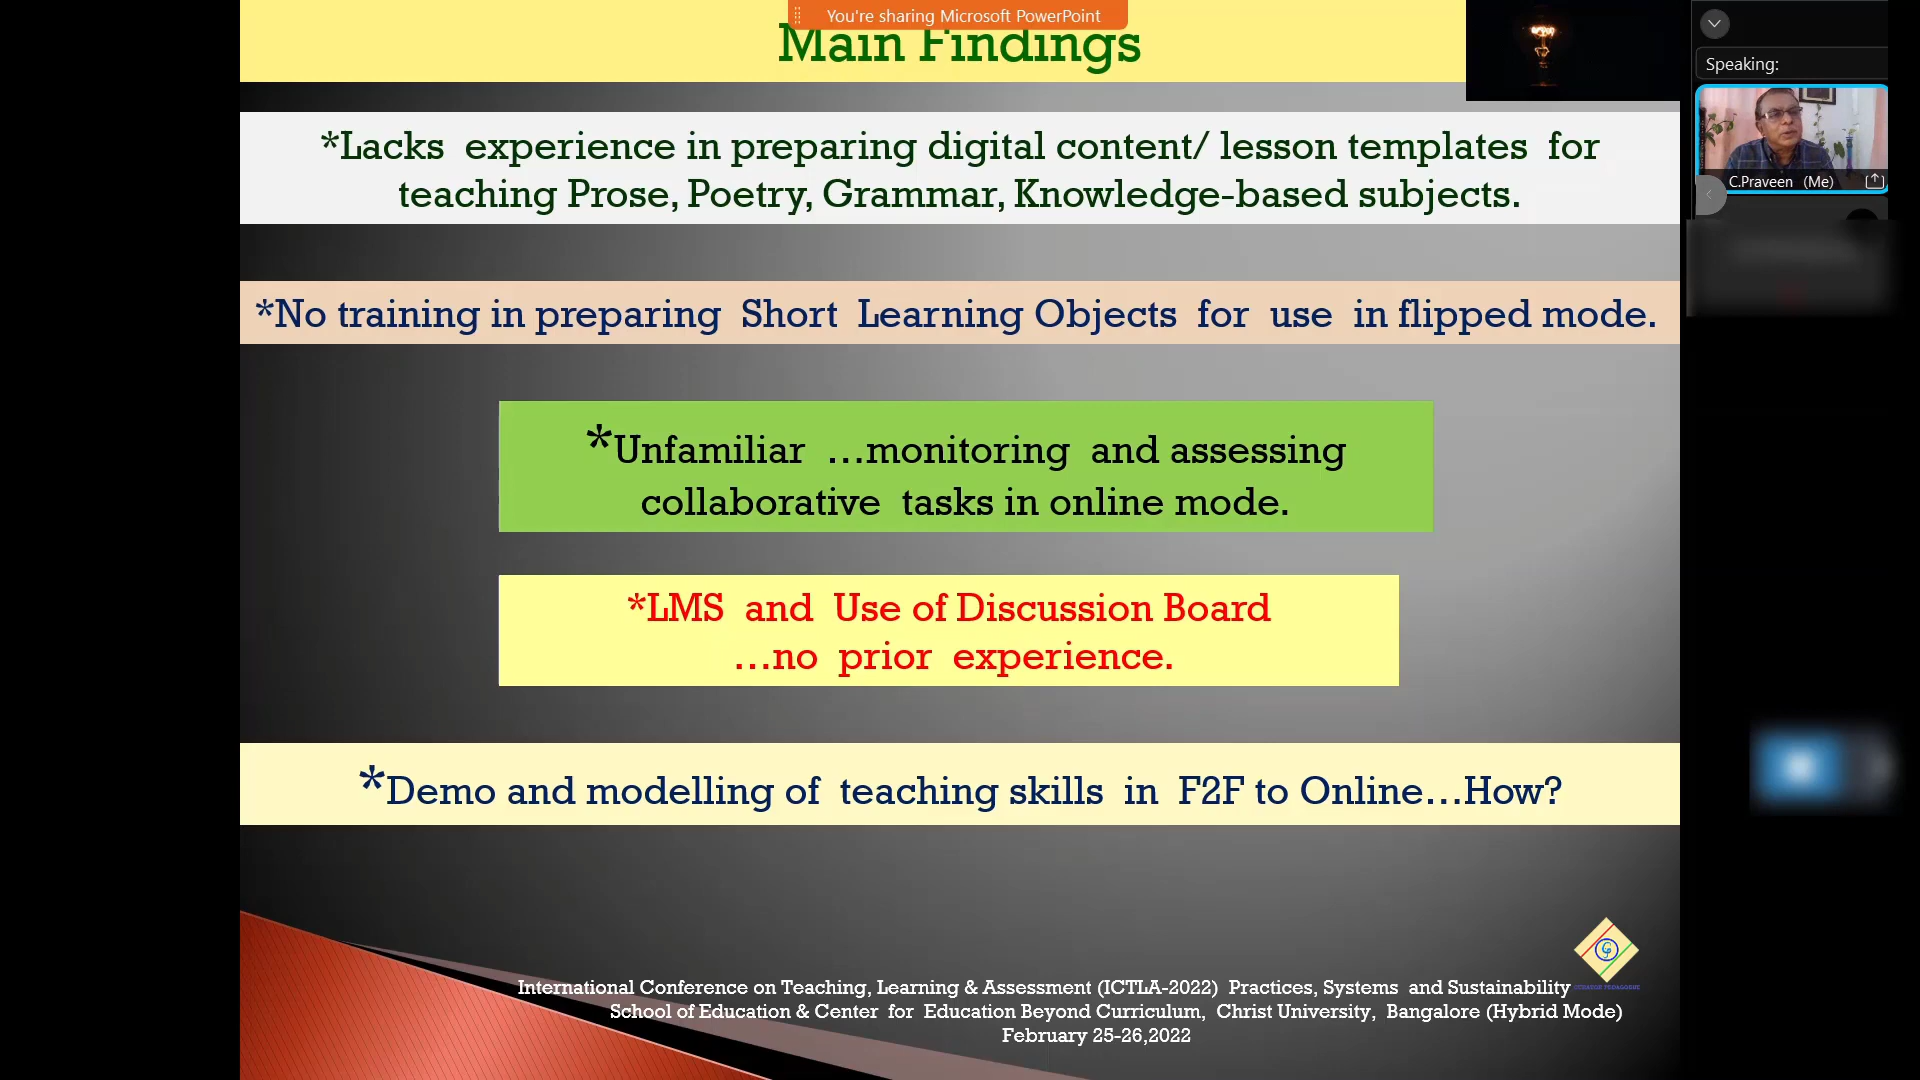 You're sharing Microsoft PowerPoint
Main Findings
Speaking:
C.Praveen (Me)
*Lacks experience in preparing digital content/ lesson templates for
teaching Prose, Poetry, Grammar, Knowledge-based subjects.
*No training in preparing Short Learning Objects for use in flipped mode.
*Unfamiliar ...monitoring and assessing
collaborative tasks in online mode.
*LMS and Use of Discussion Board
...no prior experience.
*Demo and modelling of teaching skills in F2F to Online...How?
International Conference on Teaching, Learning & Assessment (ICTLA-2022) Practices, Systems and Sustainability
School of Education & Center for Education Beyond Curriculum, Christ University, Bangalore (Hybrid Mode)
February 25-26,2022